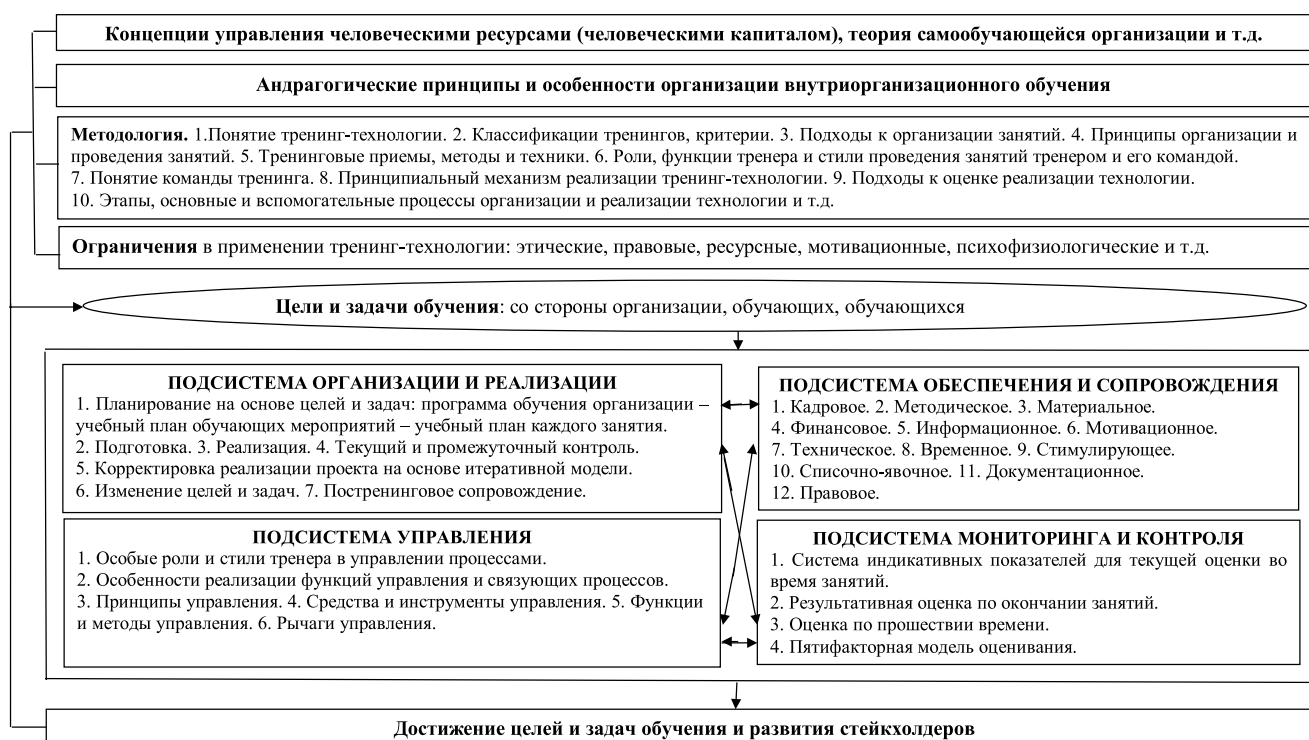 Концепции управления человеческими ресурсами (человеческими капиталом), теория самообучающейся организации и т.д.
Андрагогические принципы и особенности организации внутриорганизационного обучения
Методология. 1.Понятие тренинг-технологии. 2. Классификации тренингов, критерии. 3. Подходы к организации занятий. 4. Принципы организации и
проведения занятий. 5. Тренинговые приемы, методы и техники. 6. Роли, функции тренера и стили проведения занятий тренером и его командой.
7. Понятие команды тренинга. 8. Принципиальный механизм реализации тренинг-технологии. 9. Подходы к оценке реализации технологии.
10. Этапы, основные и вспомогательные процессы организации и реализации технологии и т.д.
Ограничения в применении тренинг-технологии: этические, правовые, ресурсные, мотивационные, психофизиологические и т.д.
Цели и задачи обучения: со стороны организации, обучающих, обучающихся
ПОДСИСТЕМА ОРГАНИЗАЦИИ И РЕАЛИЗАЦИИ
1. Планирование на основе целей и задач: программа обучения организации –
учебный план обучающих мероприятий – учебный план каждого занятия.
2. Подготовка. 3. Реализация. 4. Текущий и промежуточный контроль.
5. Корректировка реализации проекта на основе итеративной модели.
6. Изменение целей и задач. 7. Постренинговое сопровождение.
ПОДСИСТЕМА ОБЕСПЕЧЕНИЯ И СОПРОВОЖДЕНИЯ
1. Кадровое. 2. Методическое. 3. Материальное.
4. Финансовое. 5. Информационное. 6. Мотивационное.
7. Техническое. 8. Временное. 9. Стимулирующее.
10. Списочно-явочное. 11. Документационное.
12. Правовое.
ПОДСИСТЕМА УПРАВЛЕНИЯ
1. Особые роли и стили тренера в управлении процессами.
2. Особенности реализации функций управления и связующих процессов.
3. Принципы управления. 4. Средства и инструменты управления. 5. Функции
и методы управления. 6. Рычаги управления.
ПОДСИСТЕМА МОНИТОРИНГА И КОНТРОЛЯ
1. Система индикативных показателей для текущей оценки во
время занятий.
2. Результативная оценка по окончании занятий.
3. Оценка по прошествии времени.
4. Пятифакторная модель оценивания.
Достижение целей и задач обучения и развития стейкхолдеров